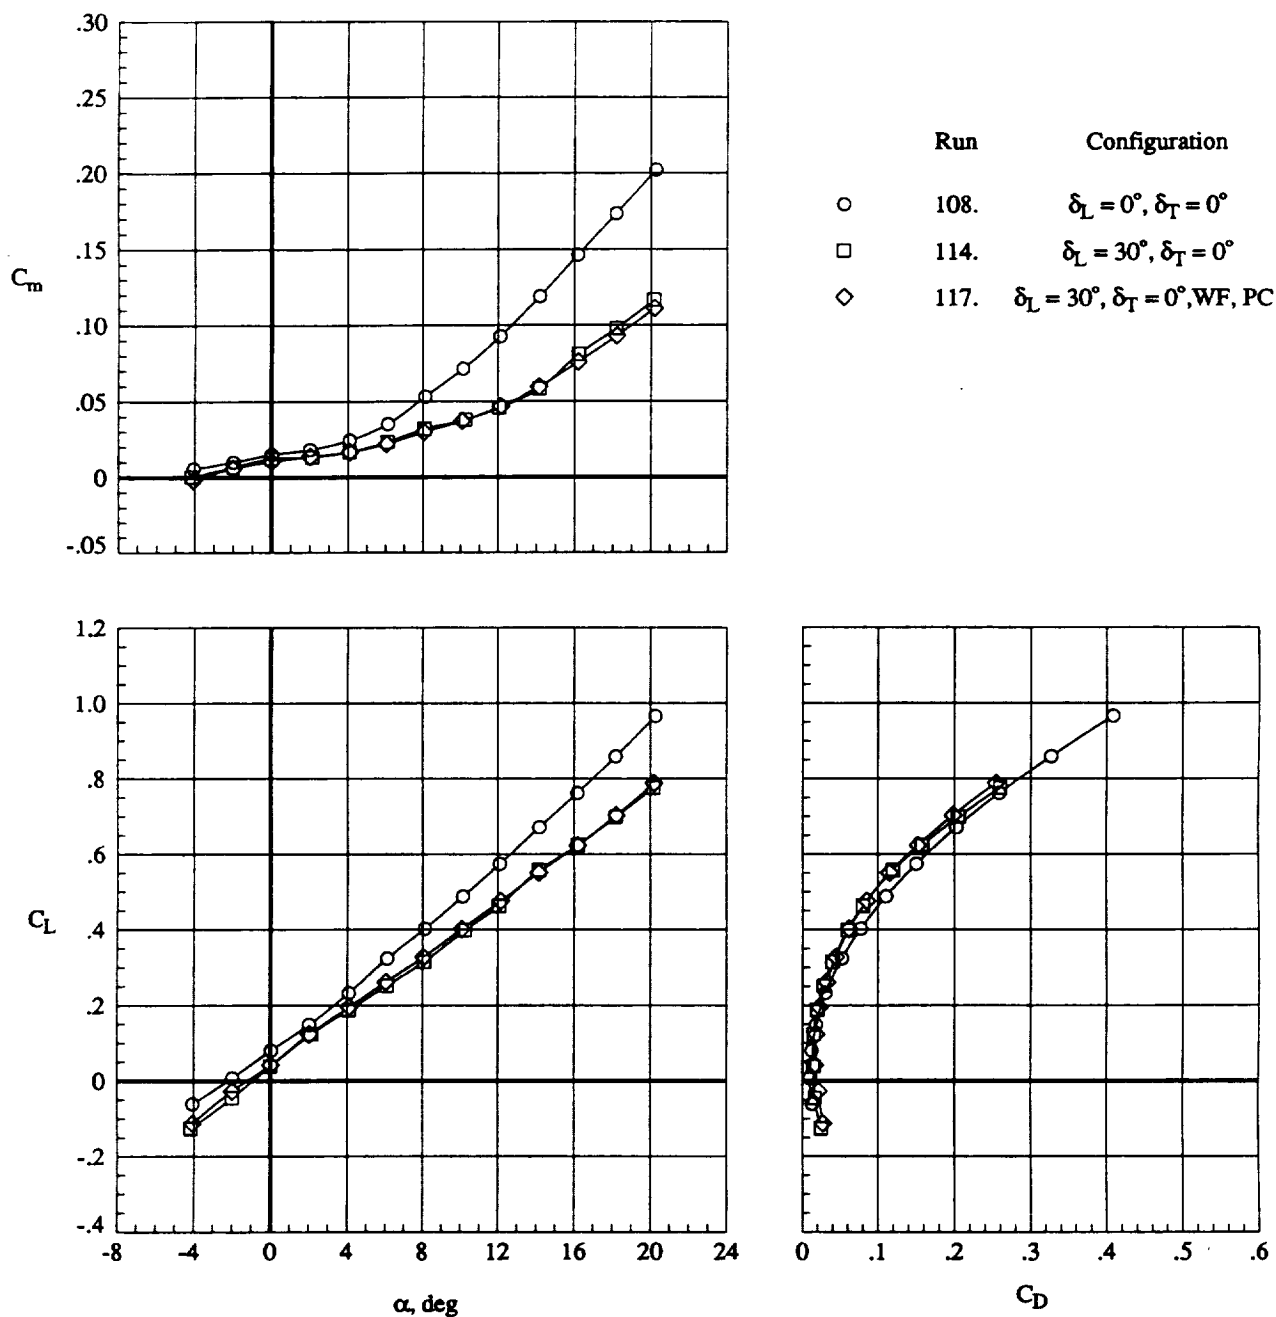 .30
.25
.20
.15
.10
.05
0
-.05
Cm
Run Configuration
108. δL = 0°, δT = 0°
114. δL = 30°, δT = 0°
117. δL = 30°, δT = 0°,WF, PC
1.2
1.0
.8
.6
.4
.2
0
-.2
-.4
CL
-8 -4 0 4 8 12 16 20 24
α, deg
0 .1 .2 .3 .4 .5 .6
CD